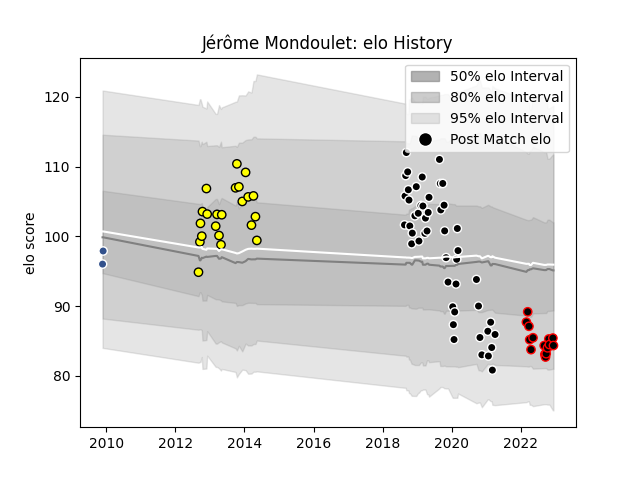 Jérôme Mondoulet: elo History
50% elo Interval
80% elo Interval
95% elo Interval
Post Match elo
elo score
120
110
100
90
80
2010 2012 2014 2016 2018 2020 2022